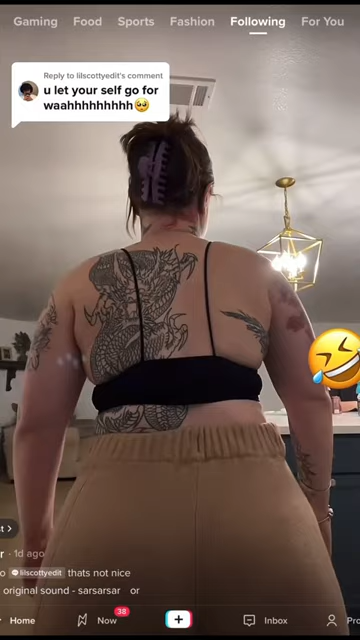 Gaming Food Sports Fashion Following For You
Reply to lilscottyedit's comment
u let your self go for
waahhhhhhhhh🥺
1d ago
lilscottyedit thats not nice
original sound - sarsarsar or
Home
Now
38
Inbox